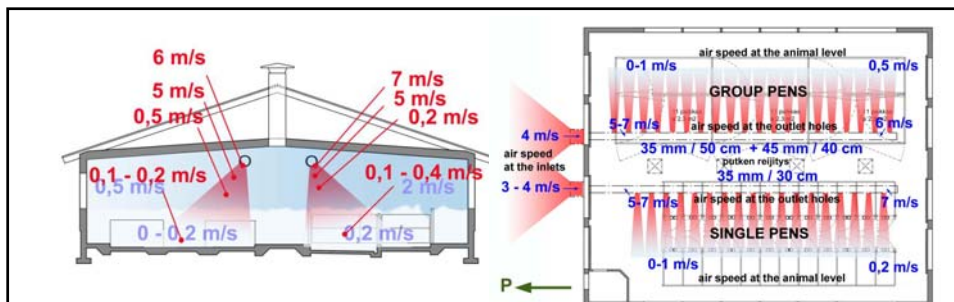 6 m/s
5 m/s
0,5 m/s
7 m/s
5 m/s
0,2 m/s
0,1 - 0,2 m/s
0,5 m/s
0,1 - 0,4 m/s
2 m/s
0 - 0,2 m/s
0,2 m/s
air speed at the animal level
0-1 m/s
0,5 m/s
GROUP PENS
5-7 m/s
air speed at the outlet holes
6 m/s
4 m/s
35 mm / 50 cm + 45 mm / 40 cm
air speed
at the inlets
putken reijitys
35 mm / 30 cm
3 - 4 m/s
5-7 m/s
air speed at the outlet holes
7 m/s
SINGLE PENS
0-1 m/s
0,2 m/s
air speed at the animal level
P